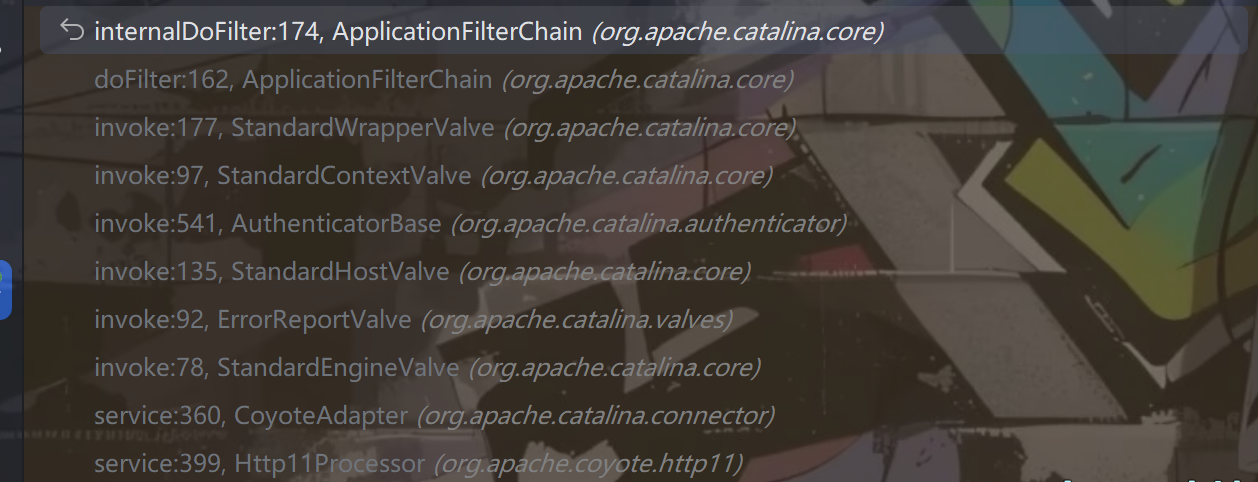 internalDoFilter:174, ApplicationFilterChain (org.apache.catalina.core)
doFilter:162, ApplicationFilterChain (org.apache.catalina.core)
invoke:177, StandardWrapperValve (org.apache.catalina.core)
invoke:97, StandardContextValve (org.apache.catalina.core)
invoke:541, AuthenticatorBase (org.apache.catalina.authenticator)
invoke:135, StandardHostValve (org.apache.catalina.core)
invoke:92, ErrorReportValve (org.apache.catalina.valves)
invoke:78, StandardEngineValve (org.apache.catalina.core)
service:360, CoyoteAdapter (org.apache.catalina.connector)
service:399, Http11Processor (org.apache.coyote.http11)